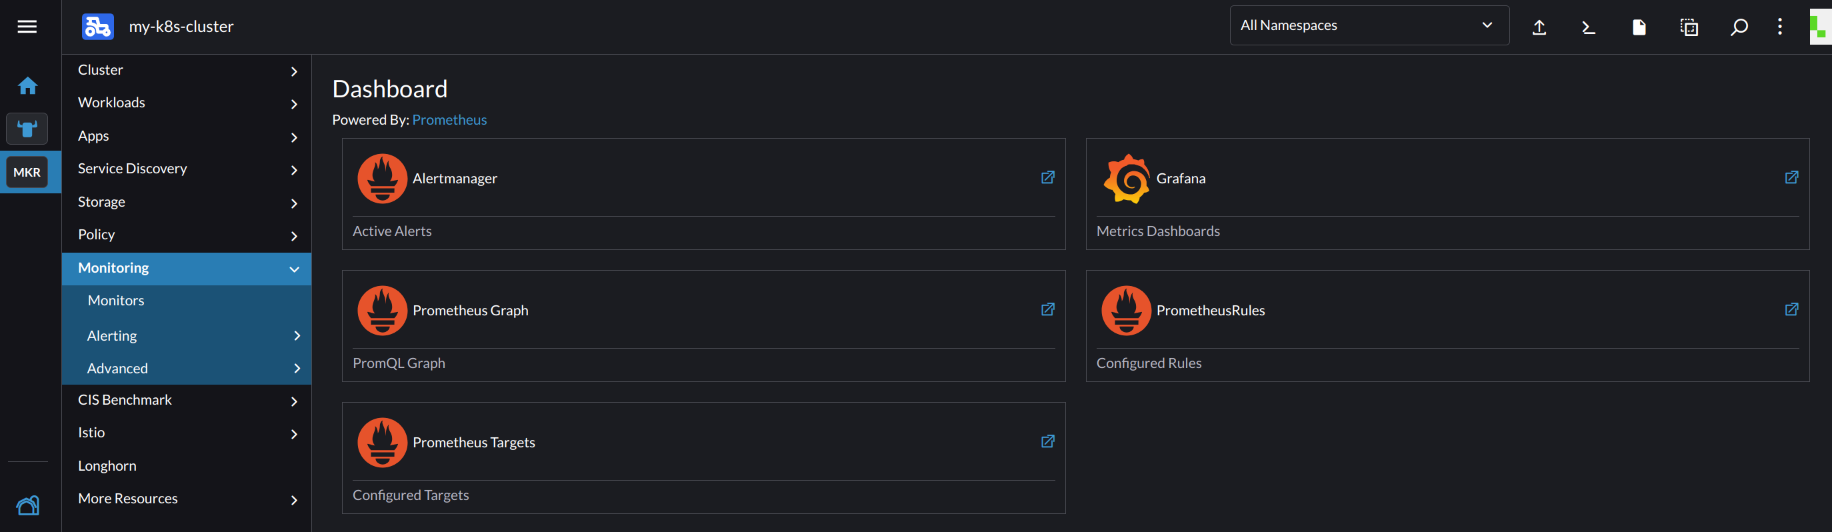 my-k8s-cluster
All Namespaces
MKR
Cluster
Workloads
Apps
Service Discovery
Storage
Policy
Monitoring
Monitors
Alerting
Advanced
CIS Benchmark
Istio
Longhorn
More Resources
Dashboard
Powered By: Prometheus
Alertmanager
Active Alerts
Grafana
Metrics Dashboards
Prometheus Graph
PromQL Graph
PrometheusRules
Configured Rules
Prometheus Targets
Configured Targets